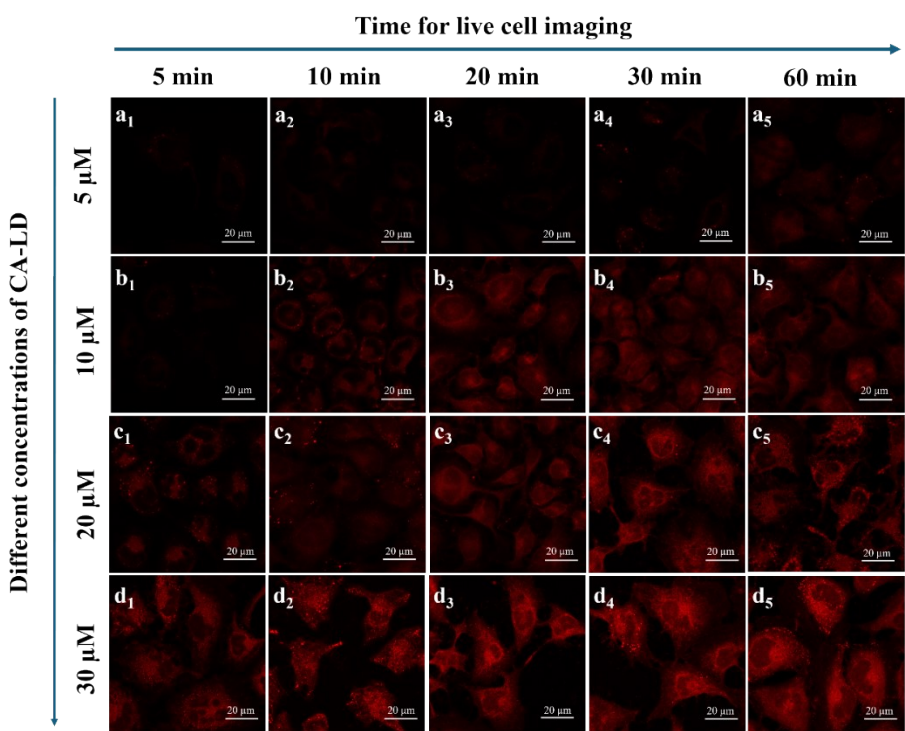 Time for live cell imaging
5 min 10 min 20 min 30 min 60 min
Different concentrations of CA-LD
5 μM
a1 a2 a3 a4 a5
20 μm 20 μm 20 μm 20 μm 20 μm
10 μM
b1 b2 b3 b4 b5
20 μm 20 μm 20 μm 20 μm 20 μm
20 μM
c1 c2 c3 c4 c5
20 μm 20 μm 20 μm 20 μm 20 μm
30 μM
d1 d2 d3 d4 d5
20 μm 20 μm 20 μm 20 μm 20 μm